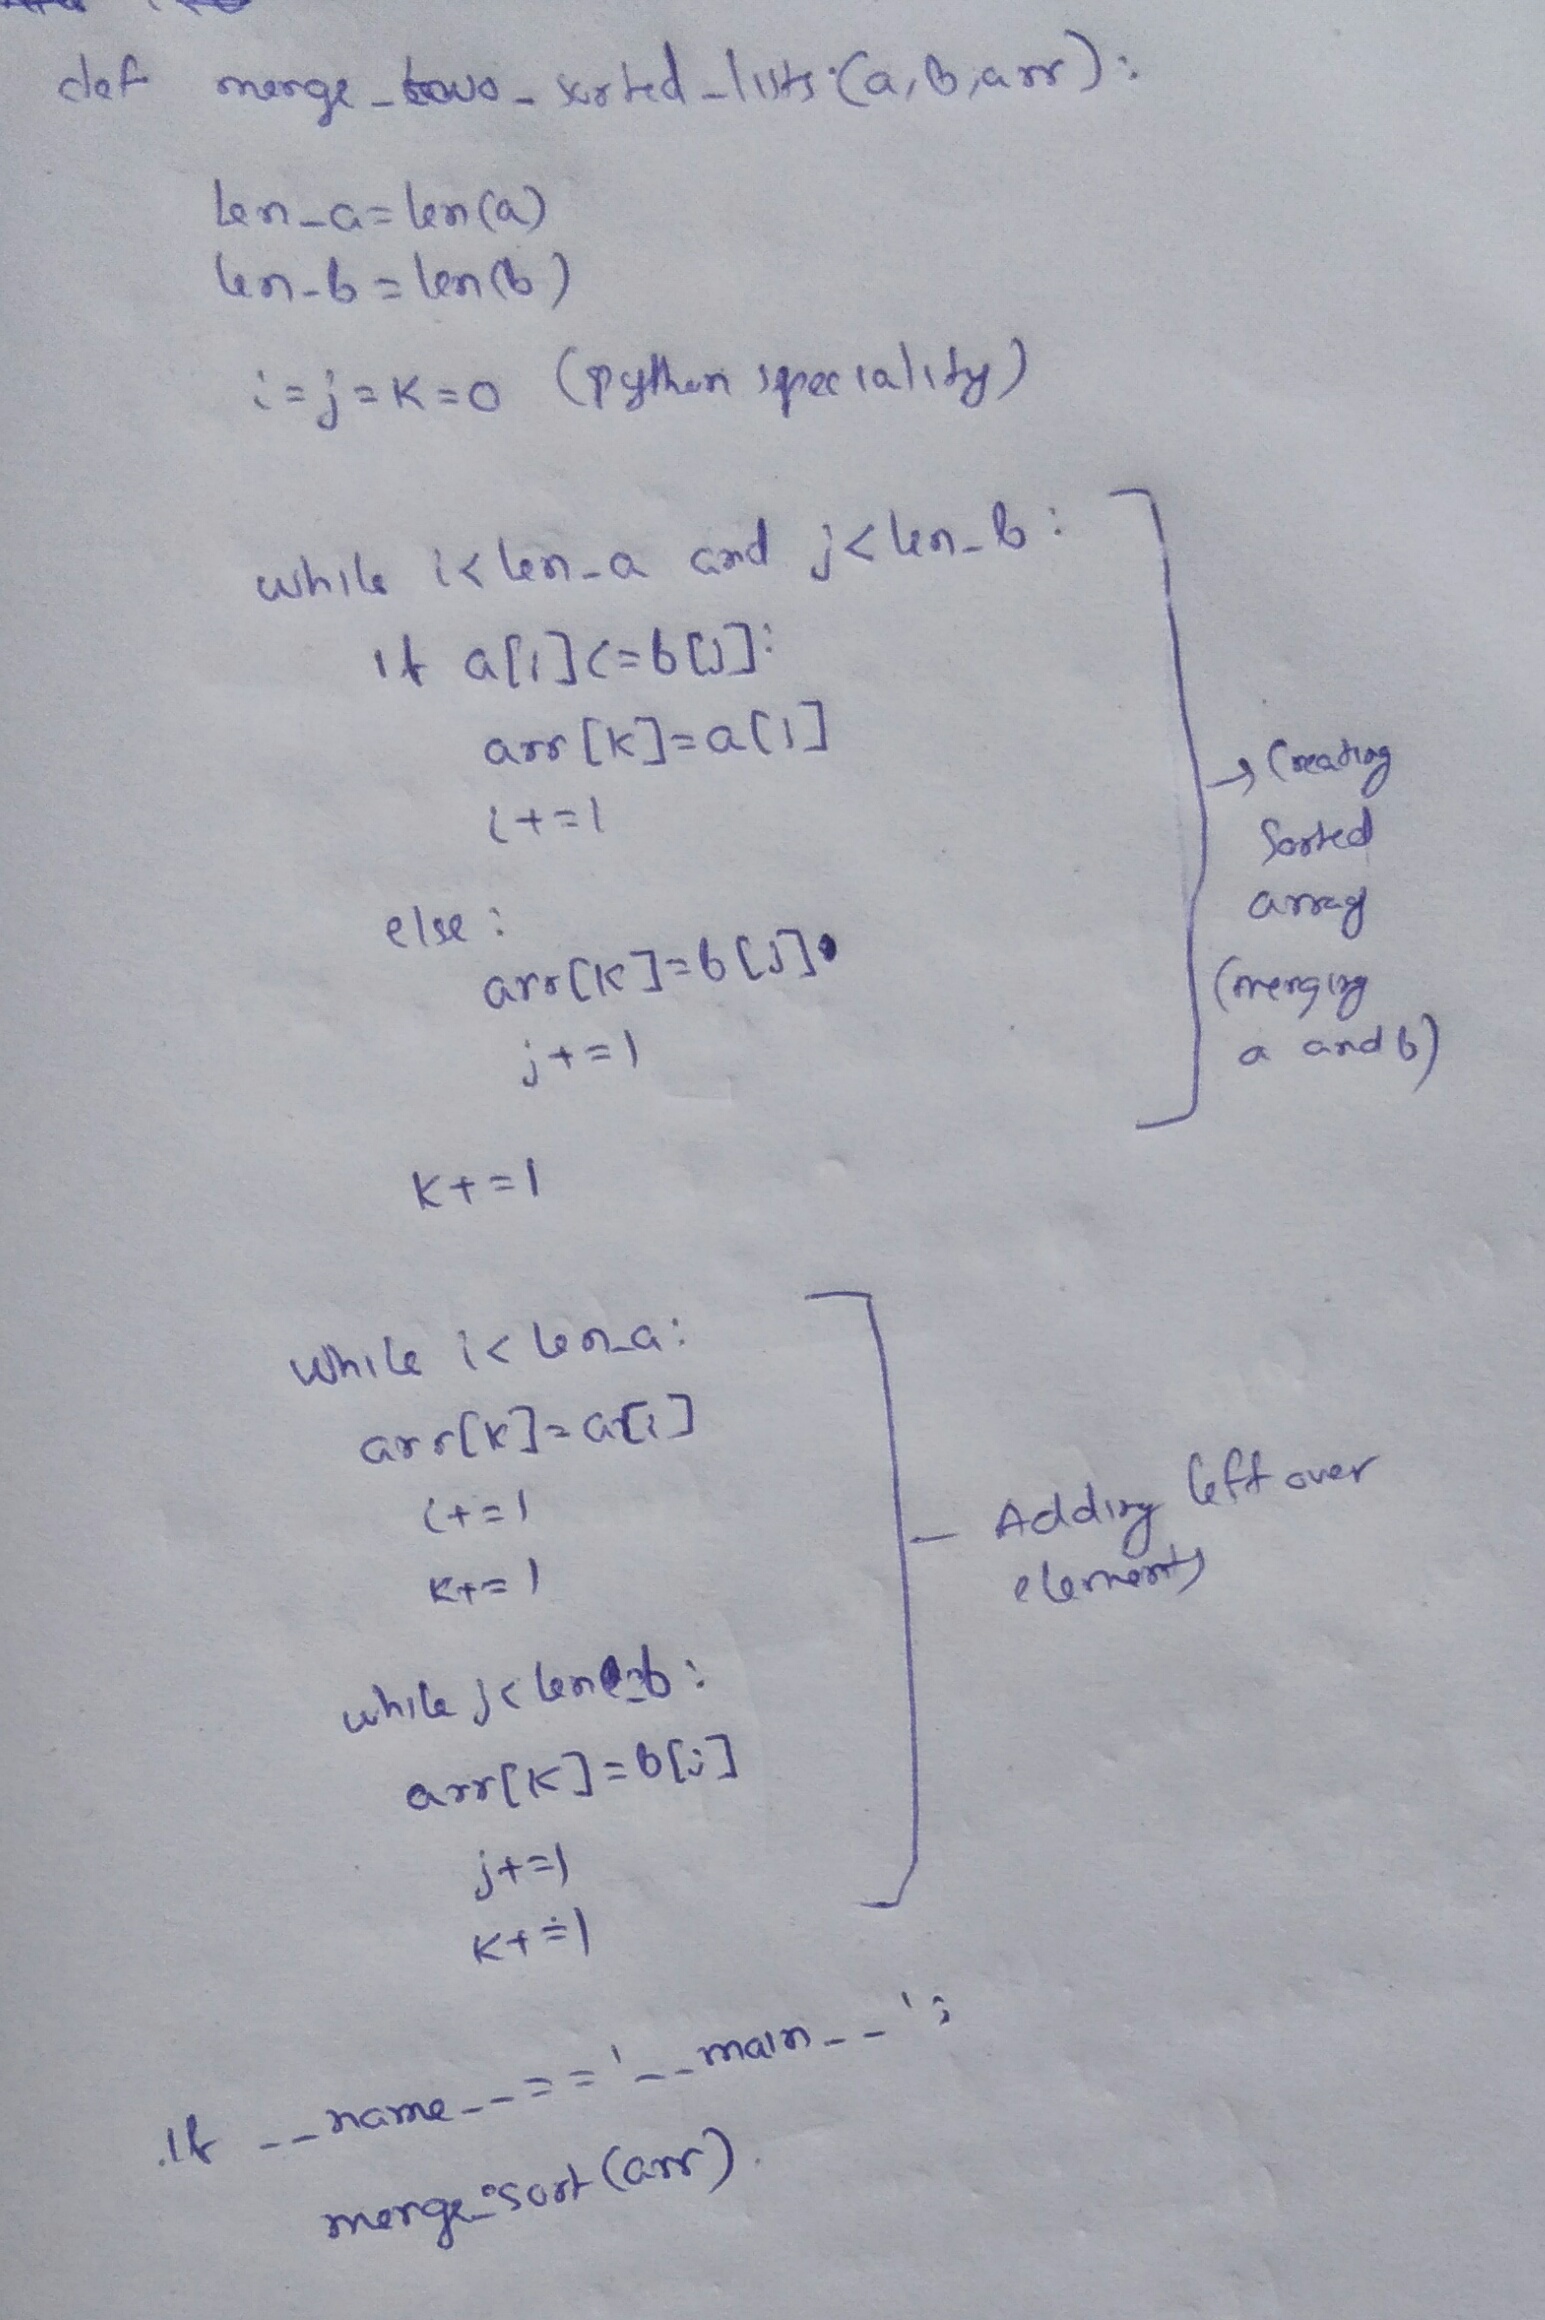 def merge_two_sorted_lists(a,b,arr):
len_a=len(a)
len_b=len(b)
i=j=k=0 (python speciality)
while i<len_a and j<len_b:
if a[i]<=b[j]:
arr[k]=a[i]
i+=1
else:
arr[k]=b[j]
j+=1
k+=1
→ Creating
Sorted
array
(merging
a and b)
while i<len_a:
arr[k]=a[i]
i+=1
k+=1
while j<len_b:
arr[k]=b[j]
j+=1
k+=1
- Adding left over
elements
if __name__=='__main__':
merge_sort(arr)